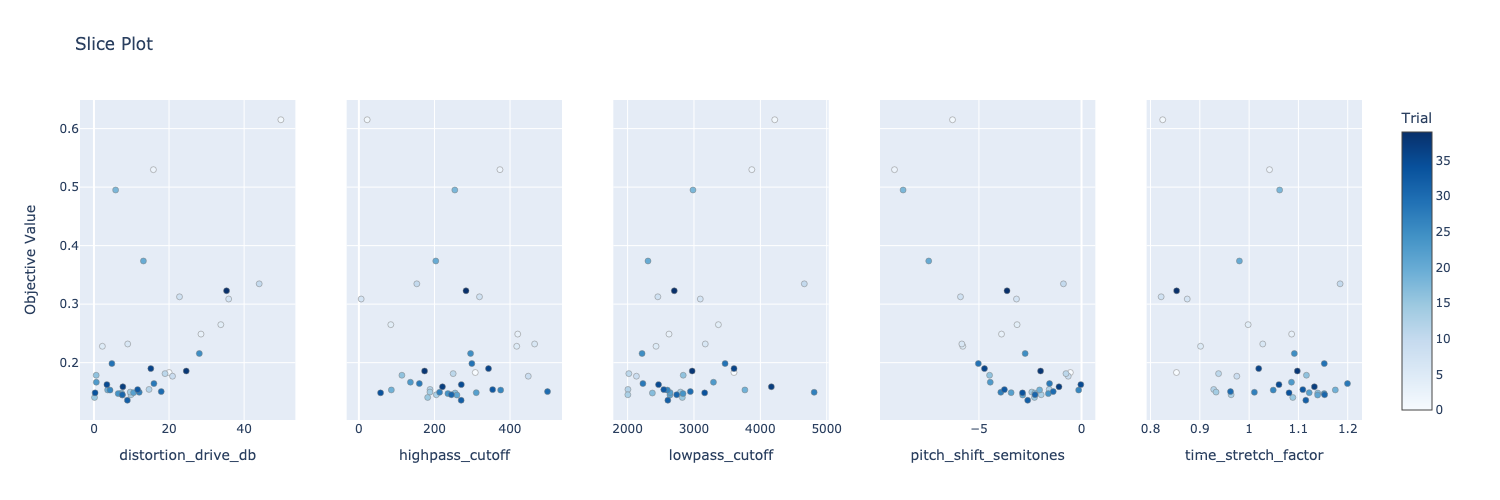 Slice Plot
Trial
Objective Value
0.6
0.5
0.4
0.3
0.2
0 20 40
0 200 400
2000 3000 4000 5000
−5 0
0.8 0.9 1 1.1 1.2
distortion_drive_db
highpass_cutoff
lowpass_cutoff
pitch_shift_semitones
time_stretch_factor
35
30
25
20
15
10
5
0